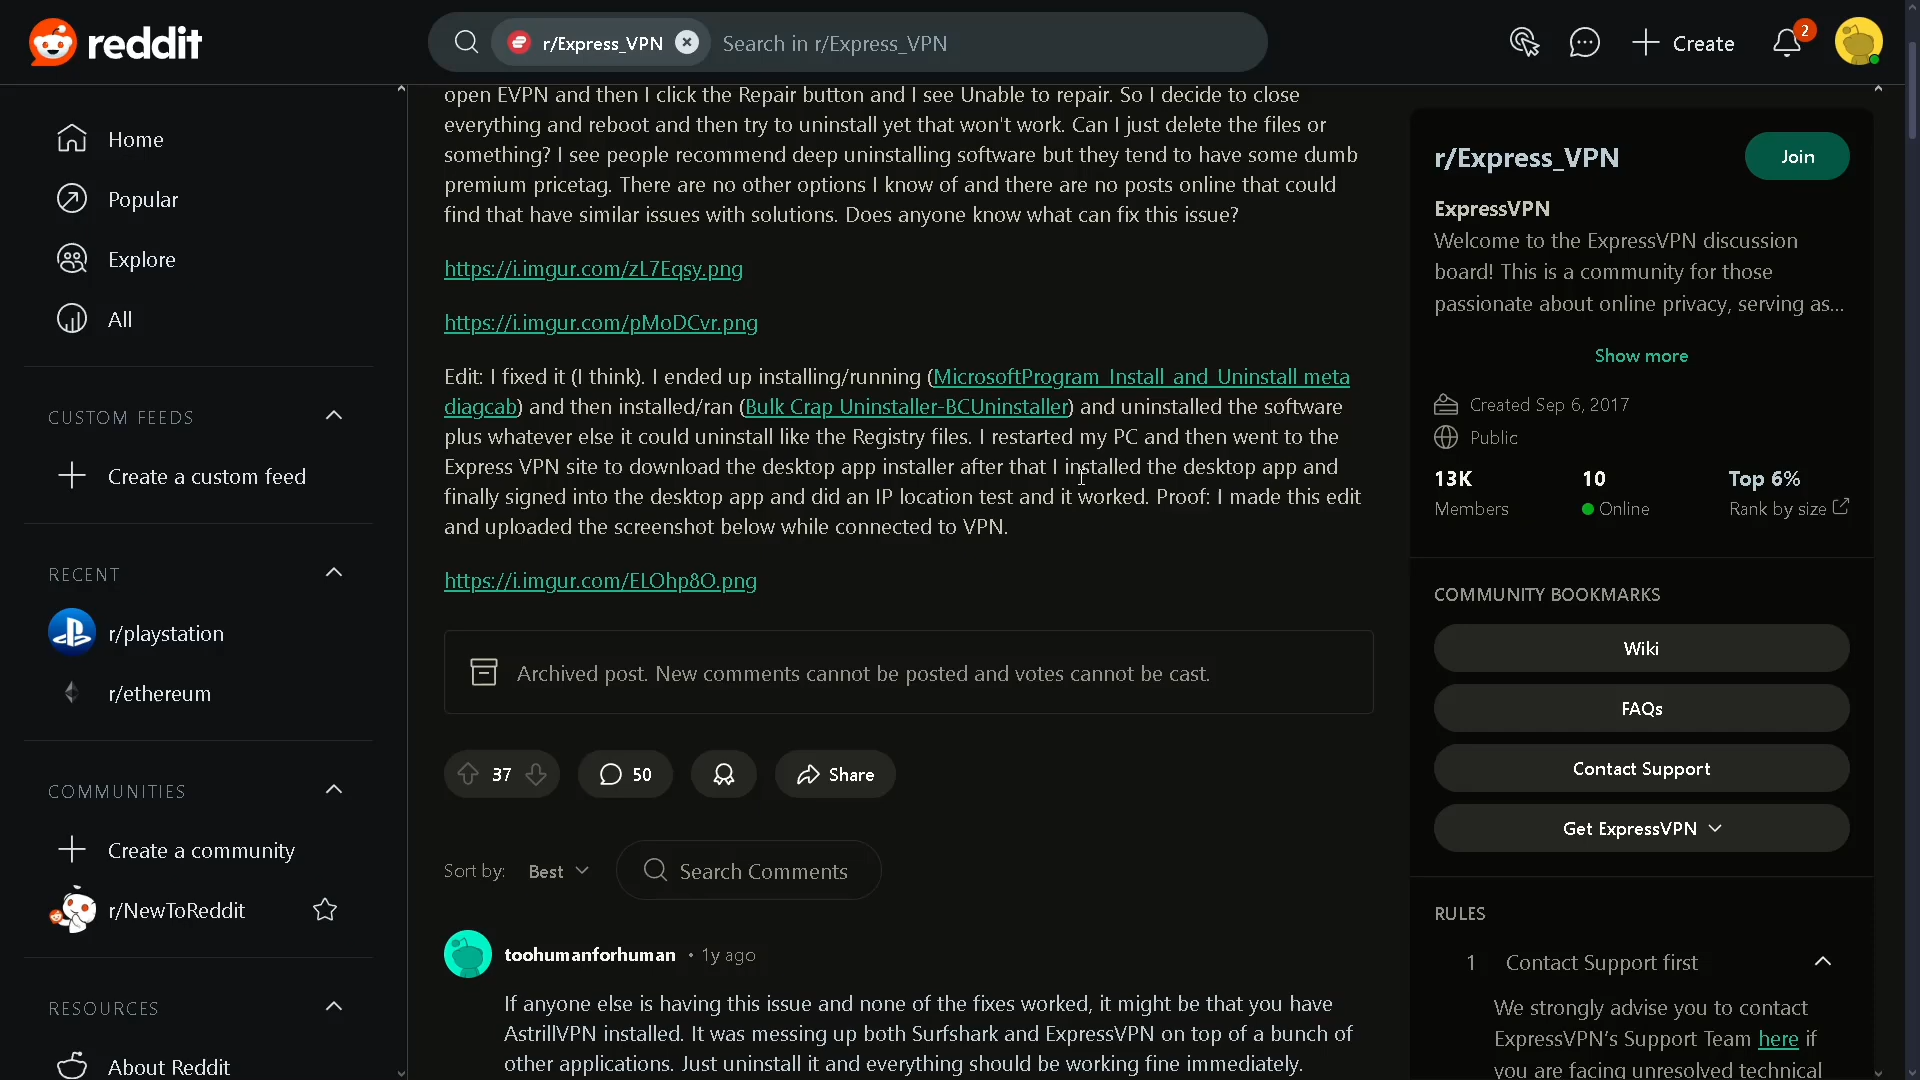 reddit
r/Express_VPN
Search in r/Express_VPN
Create
2
Home
Popular
Explore
All
CUSTOM FEEDS
Create a custom feed
RECENT
r/playstation
r/ethereum
COMMUNITIES
Create a community
r/NewToReddit
RESOURCES
About Reddit
open EVPN and then I click the Repair button and I see Unable to repair. So I decide to close
everything and reboot and then try to uninstall yet that won't work. Can I just delete the files or
something? I see people recommend deep uninstalling software but they tend to have some dumb
premium pricetag. There are no other options I know of and there are no posts online that could
find that have similar issues with solutions. Does anyone know what can fix this issue?
https://i.imgur.com/zL7Eqsy.png
https://i.imgur.com/pMoDCvr.png
Edit: I fixed it (I think). I ended up installing/running (MicrosoftProgram_Install_and_Uninstall meta
diagcab) and then installed/ran (Bulk Crap Uninstaller-BCUninstaller) and uninstalled the software
plus whatever else it could uninstall like the Registry files. I restarted my PC and then went to the
Express VPN site to download the desktop app installer after that I installed the desktop app and
finally signed into the desktop app and did an IP location test and it worked. Proof: I made this edit
and uploaded the screenshot below while connected to VPN.
https://i.imgur.com/ELOhp8O.png
Archived post. New comments cannot be posted and votes cannot be cast.
37
50
Share
Sort by:
Best
Search Comments
toohumanforhuman • 1y ago
If anyone else is having this issue and none of the fixes worked, it might be that you have
AstrillVPN installed. It was messing up both Surfshark and ExpressVPN on top of a bunch of
other applications. Just uninstall it and everything should be working fine immediately.
r/Express_VPN
Join
ExpressVPN
Welcome to the ExpressVPN discussion
board! This is a community for those
passionate about online privacy, serving as...
Show more
Created Sep 6, 2017
Public
13K
10
Top 6%
Members
Online
Rank by size
COMMUNITY BOOKMARKS
Wiki
FAQs
Contact Support
Get ExpressVPN
RULES
1 Contact Support first
We strongly advise you to contact
ExpressVPN's Support Team here if
you are facing unresolved technical